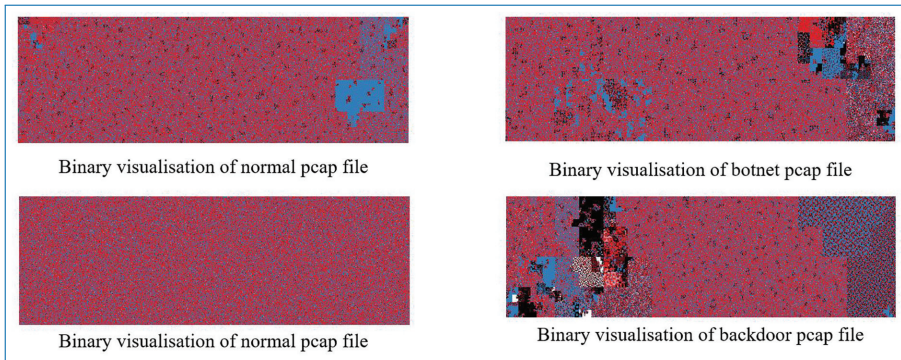 Binary visualisation of normal pcap file
Binary visualisation of botnet pcap file
Binary visualisation of normal pcap file
Binary visualisation of backdoor pcap file